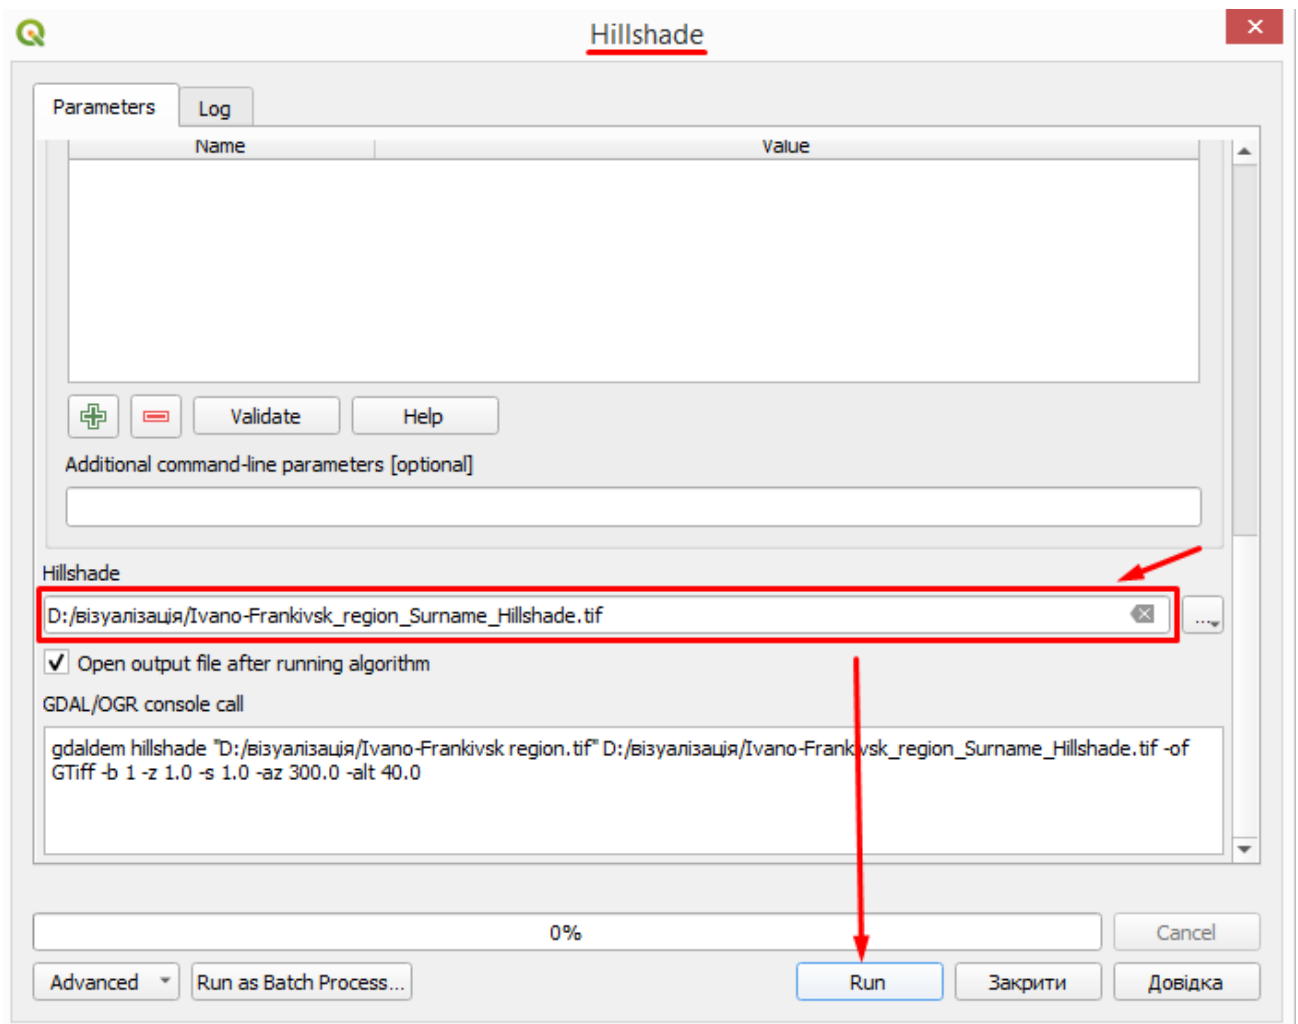 Hillshade
Parameters Log
Name Value
Validate Help
Additional command-line parameters [optional]
Hillshade
D:/візуалізація/Ivano-Frankivsk_region_Surname_Hillshade.tif
...
Open output file after running algorithm
GDAL/OGR console call
gdaldem hillshade "D:/візуалізація/Ivano-Frankivsk region.tif" D:/візуалізація/Ivano-Frankivsk_region_Surname_Hillshade.tif -of
GTiff -b 1 -z 1.0 -s 1.0 -az 300.0 -alt 40.0
0% Cancel
Advanced Run as Batch Process... Run Закрити Довідка